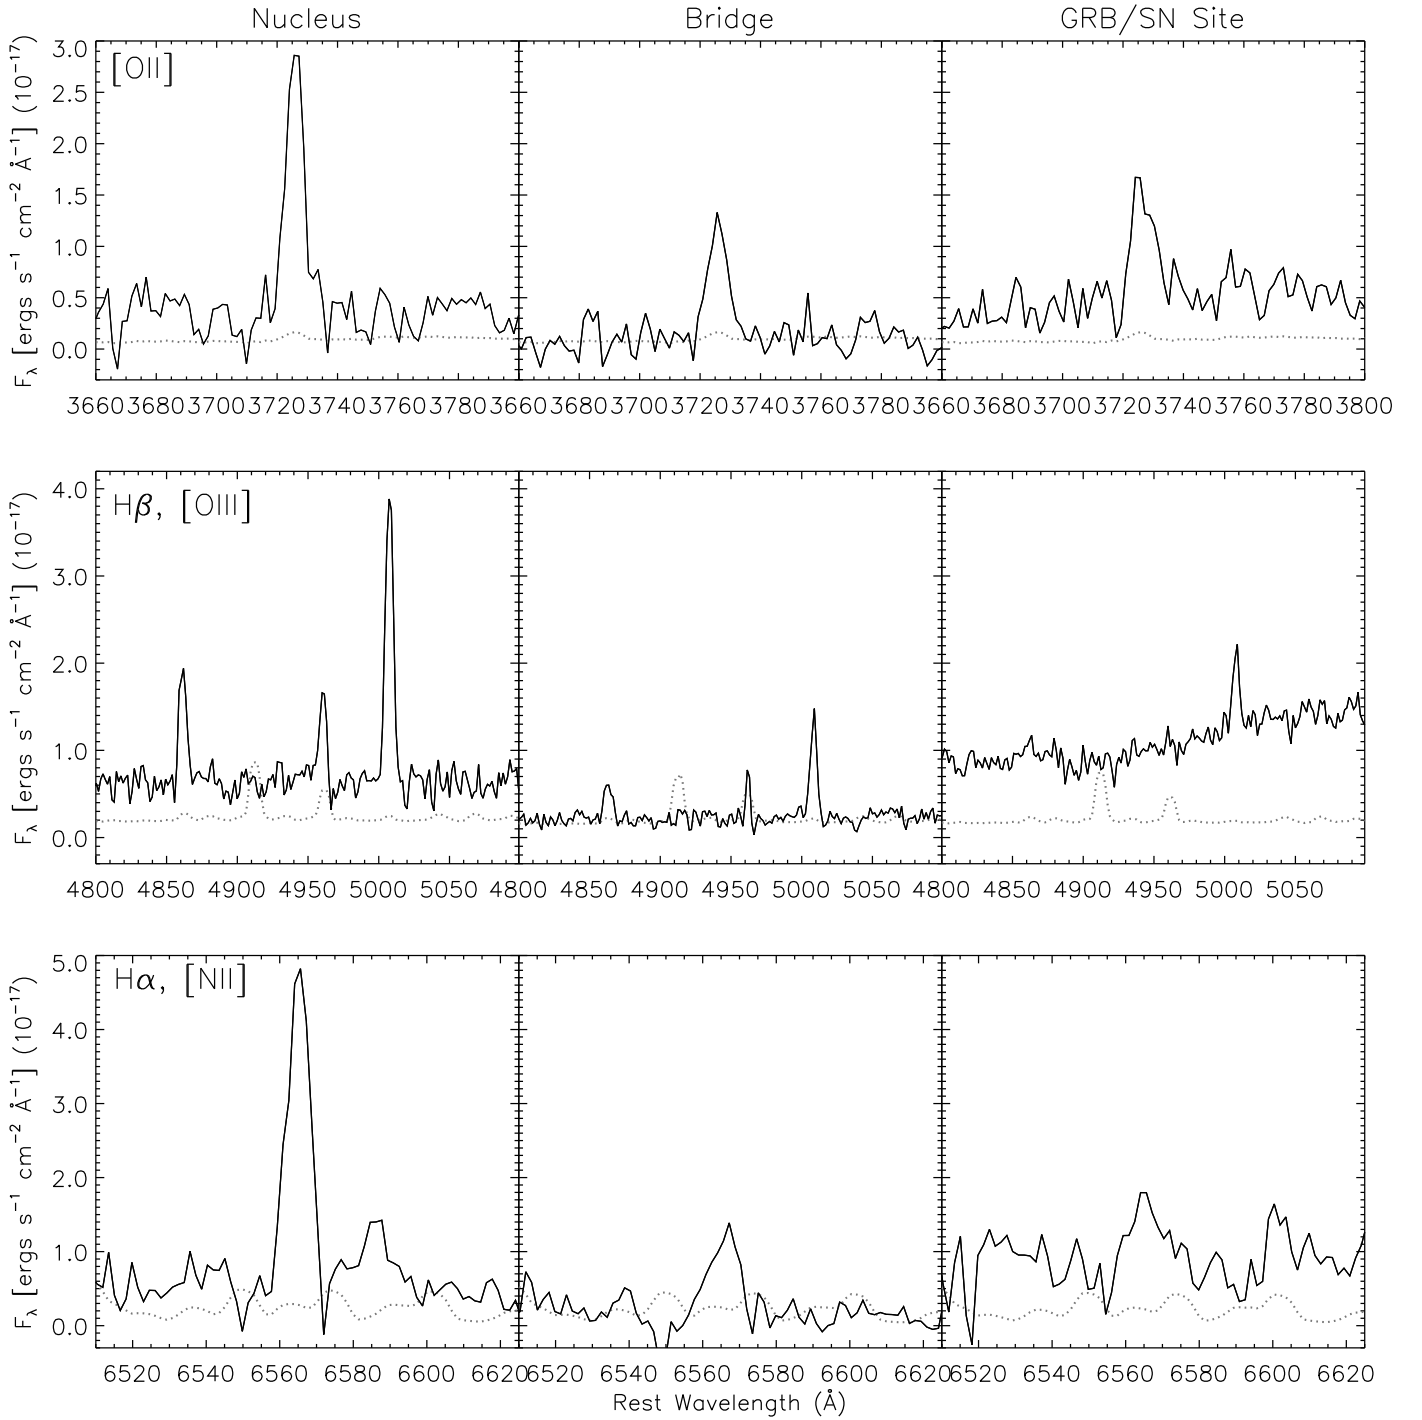 Nucleus Bridge GRB/SN Site
[OII]
F_λ [ergs s⁻¹ cm⁻² Å⁻¹] (10⁻¹⁷)
3.0
2.5
2.0
1.5
1.0
0.5
0.0
3660 3680 3700 3720 3740 3760 3780 3660 3680 3700 3720 3740 3760 3780 3660 3680 3700 3720 3740 3760 3780 3800
Hβ, [OIII]
F_λ [ergs s⁻¹ cm⁻² Å⁻¹] (10⁻¹⁷)
4.0
3.0
2.0
1.0
0.0
4800 4850 4900 4950 5000 5050 4800 4850 4900 4950 5000 5050 4800 4850 4900 4950 5000 5050
Hα, [NII]
F_λ [ergs s⁻¹ cm⁻² Å⁻¹] (10⁻¹⁷)
5.0
4.0
3.0
2.0
1.0
0.0
6520 6540 6560 6580 6600 6620 6520 6540 6560 6580 6600 6620 6520 6540 6560 6580 6600 6620
Rest Wavelength (Å)